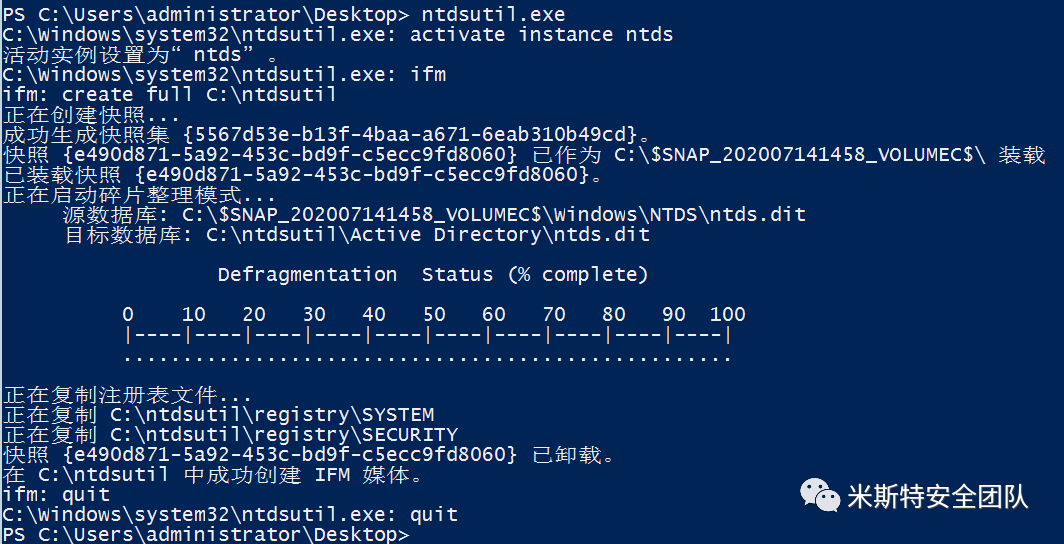 PS C:\Users\administrator\Desktop> ntdsutil.exe
C:\Windows\system32\ntdsutil.exe: activate instance ntds
活动实例设置为“ntds”。
C:\Windows\system32\ntdsutil.exe: ifm
ifm: create full C:\ntdsutil
正在创建快照...
成功生成快照集 {5567d53e-b13f-4baa-a671-6eab310b49cd}。
快照 {e490d871-5a92-453c-bd9f-c5ecc9fd8060} 已作为 C:\$SNAP_202007141458_VOLUMEC$\ 装载
已装载快照 {e490d871-5a92-453c-bd9f-c5ecc9fd8060}。
正在启动碎片整理模式...
源数据库: C:\$SNAP_202007141458_VOLUMEC$\Windows\NTDS\ntds.dit
目标数据库: C:\ntdsutil\Active Directory\ntds.dit
Defragmentation  Status (% complete)
0    10   20   30   40   50   60   70   80   90  100
|----|----|----|----|----|----|----|----|----|----|
...................................................
正在复制注册表文件...
正在复制 C:\ntdsutil\registry\SYSTEM
正在复制 C:\ntdsutil\registry\SECURITY
快照 {e490d871-5a92-453c-bd9f-c5ecc9fd8060} 已卸载。
在 C:\ntdsutil 中成功创建 IFM 媒体。
ifm: quit
C:\Windows\system32\ntdsutil.exe: quit
PS C:\Users\administrator\Desktop>
米斯特安全团队